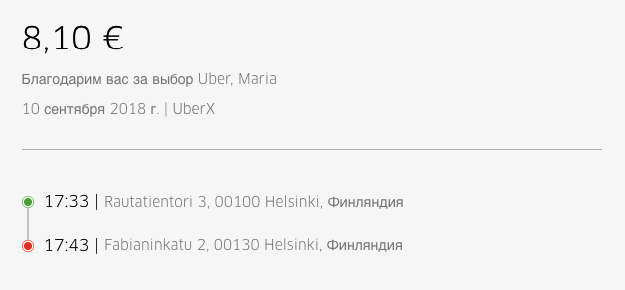 8,10 €
Благодарим вас за выбор Uber, Maria
10 сентября 2018 г. | UberX
17:33 | Rautatientori 3, 00100 Helsinki, Финляндия
17:43 | Fabianinkatu 2, 00130 Helsinki, Финляндия